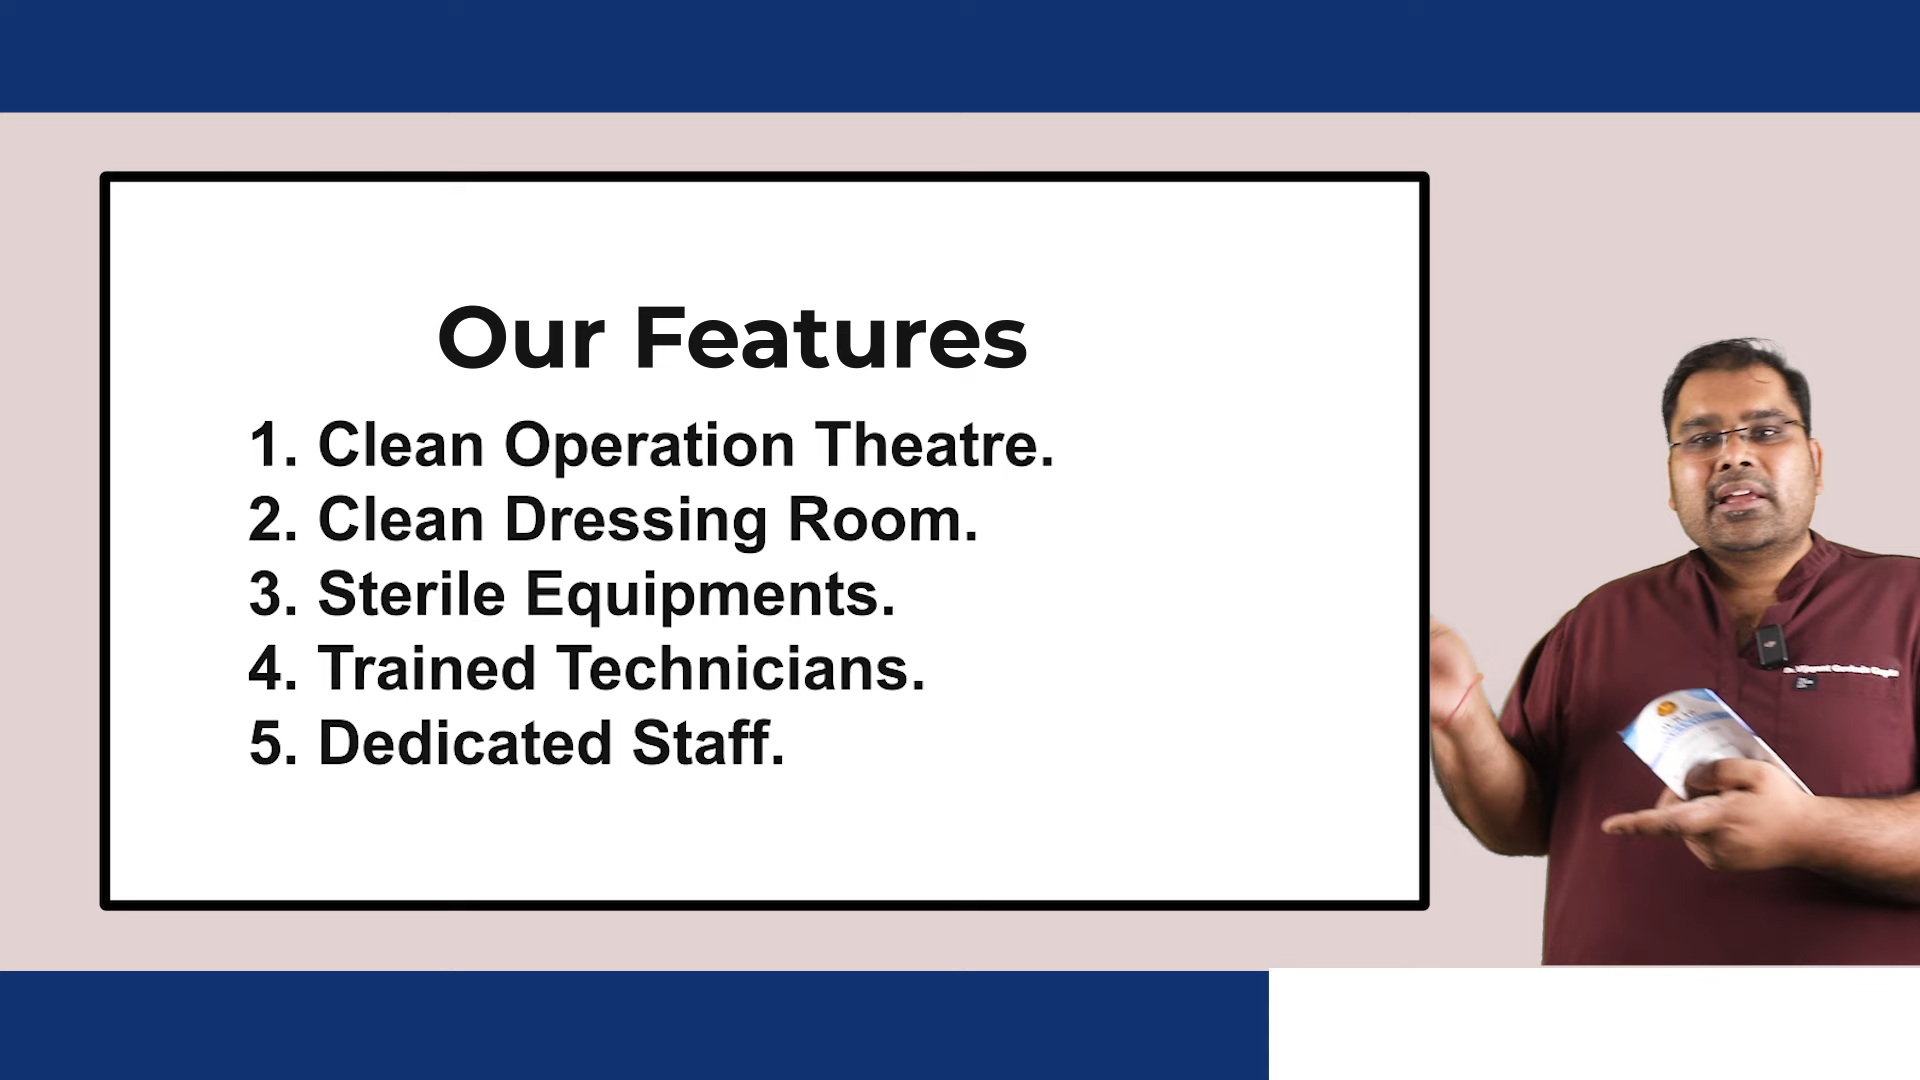 Our Features
1. Clean Operation Theatre.
2. Clean Dressing Room.
3. Sterile Equipments.
4. Trained Technicians.
5. Dedicated Staff.